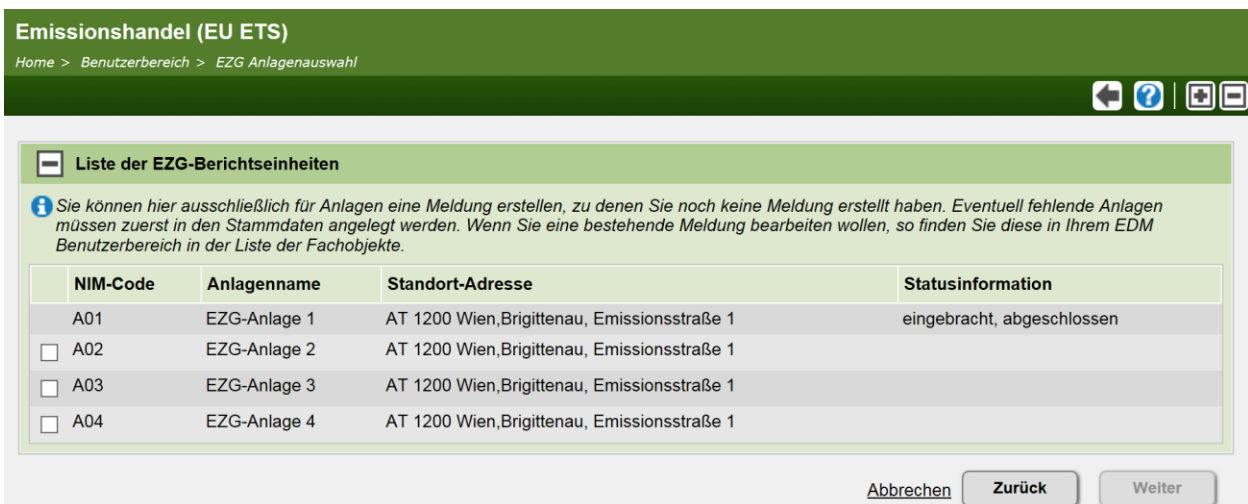 Emissionshandel (EU ETS)
Home > Benutzerbereich > EZG Anlagenauswahl
Liste der EZG-Berichtseinheiten
Sie können hier ausschließlich für Anlagen eine Meldung erstellen, zu denen Sie noch keine Meldung erstellt haben. Eventuell fehlende Anlagen
müssen zuerst in den Stammdaten angelegt werden. Wenn Sie eine bestehende Meldung bearbeiten wollen, so finden Sie diese in Ihrem EDM
Benutzerbereich in der Liste der Fachobjekte.
NIM-Code Anlagenname Standort-Adresse Statusinformation
A01 EZG-Anlage 1 AT 1200 Wien,Brigittenau, Emissionsstraße 1 eingebracht, abgeschlossen
A02 EZG-Anlage 2 AT 1200 Wien,Brigittenau, Emissionsstraße 1
A03 EZG-Anlage 3 AT 1200 Wien,Brigittenau, Emissionsstraße 1
A04 EZG-Anlage 4 AT 1200 Wien,Brigittenau, Emissionsstraße 1
Abbrechen Zurück Weiter